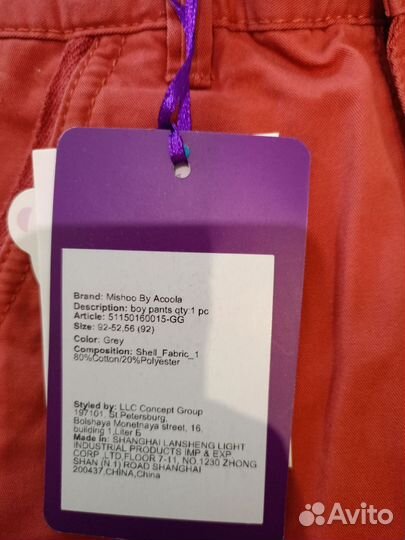 Brand: Mishoo By Acoola
Description: boy pants qty:1 pc
Article: 51150160015-GG
Size: 92-52,56 (92)
Color: Grey
Composition: Shell_Fabric_1
80%Cotton/20%Polyester
Styled by: LLC Concept Group
197101, St Petersburg,
Bolshaya Monetnaya street, 16,
building 1,Liter Б
Made in: SHANGHAI LANSHENG LIGHT
INDUSTRIAL PRODUCTS IMP & EXP
CORP.,LTD,FLOOR 7-11, NO.1230 ZHONG
SHAN (N 1) ROAD SHANGHAI
200437,CHINA,China
Avito